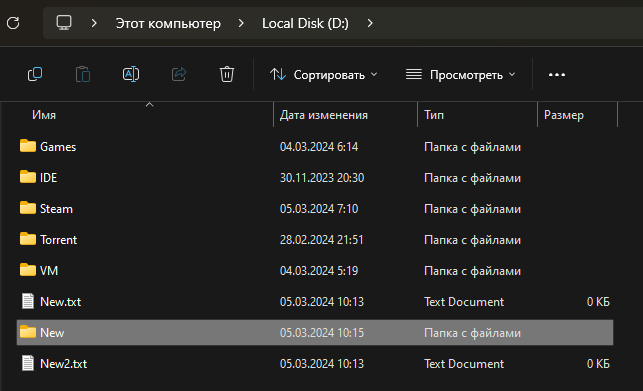 Этот компьютер > Local Disk (D:) >
Сортировать Просмотреть
Имя Дата изменения Тип Размер
Games 04.03.2024 6:14 Папка с файлами
IDE 30.11.2023 20:30 Папка с файлами
Steam 05.03.2024 7:10 Папка с файлами
Torrent 28.02.2024 21:51 Папка с файлами
VM 04.03.2024 5:19 Папка с файлами
New.txt 05.03.2024 10:13 Text Document 0 КБ
New 05.03.2024 10:15 Папка с файлами
New2.txt 05.03.2024 10:13 Text Document 0 КБ